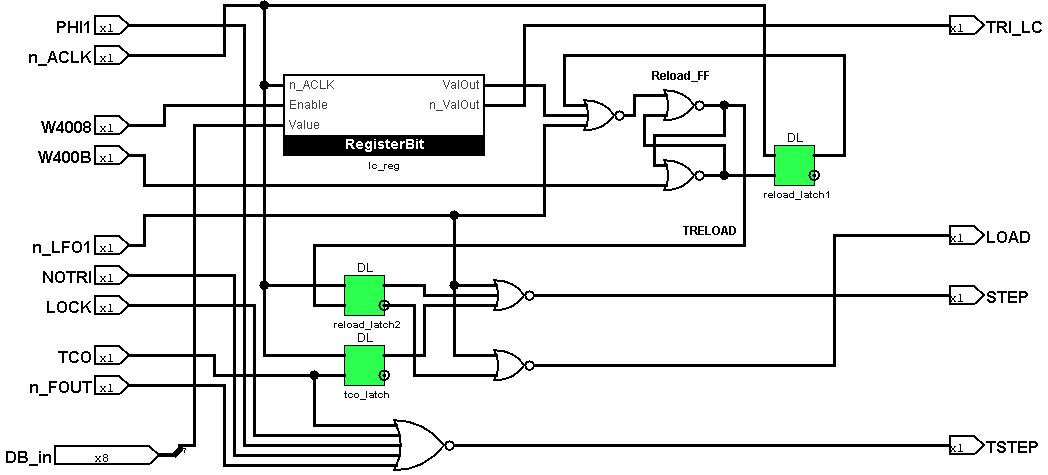 PHI1 x1
x1 TRI_LC
n_ACLK x1
Reload_FF
n_ACLK ValOut
Enable n_ValOut
Value
W4008 x1
RegisterBit
DL
W400B x1
lc_reg
reload_latch1
TRELOAD
x1 LOAD
n_LFO1 x1
DL
NOTRI x1
x1 STEP
LOCK x1
reload_latch2
DL
TCO x1
n_FOUT x1
tco_latch
x1 TSTEP
DB_in x8